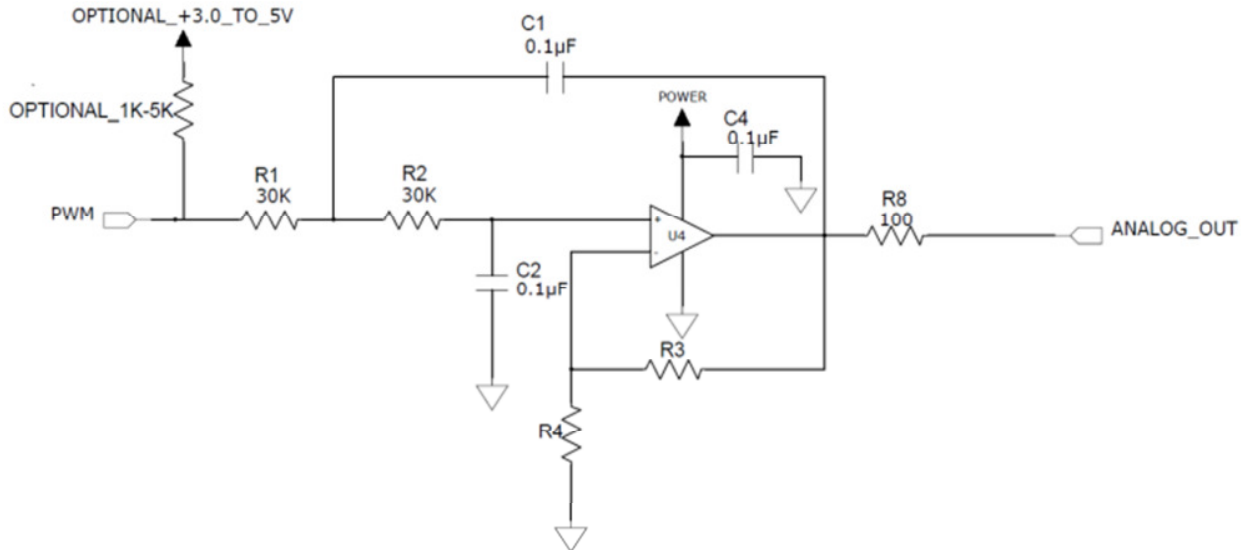 OPTIONAL_+3.0_TO_5V
C1
0.1µF
OPTIONAL_1K-5K
POWER
C4
0.1µF
R1
30K
R2
30K
R8
100
PWM
+
-
U4
ANALOG_OUT
C2
0.1µF
R3
R4